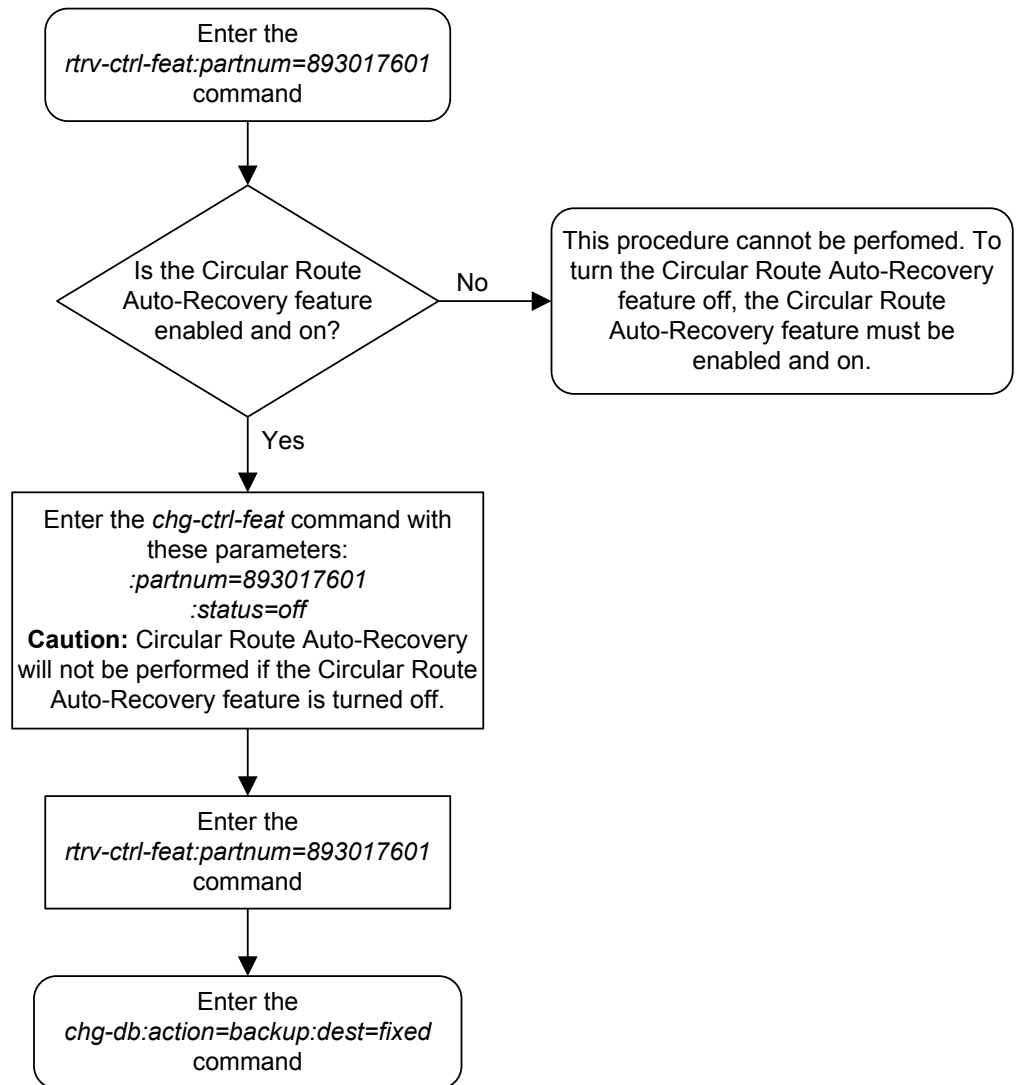 Enter the
rtrv-ctrl-feat:partnum=893017601
command
Is the Circular Route
Auto-Recovery feature
enabled and on?
No
This procedure cannot be perfomed. To
turn the Circular Route Auto-Recovery
feature off, the Circular Route
Auto-Recovery feature must be
enabled and on.
Yes
Enter the chg-ctrl-feat command with
these parameters:
:partnum=893017601
:status=off
Caution: Circular Route Auto-Recovery
will not be performed if the Circular Route
Auto-Recovery feature is turned off.
Enter the
rtrv-ctrl-feat:partnum=893017601
command
Enter the
chg-db:action=backup:dest=fixed
command